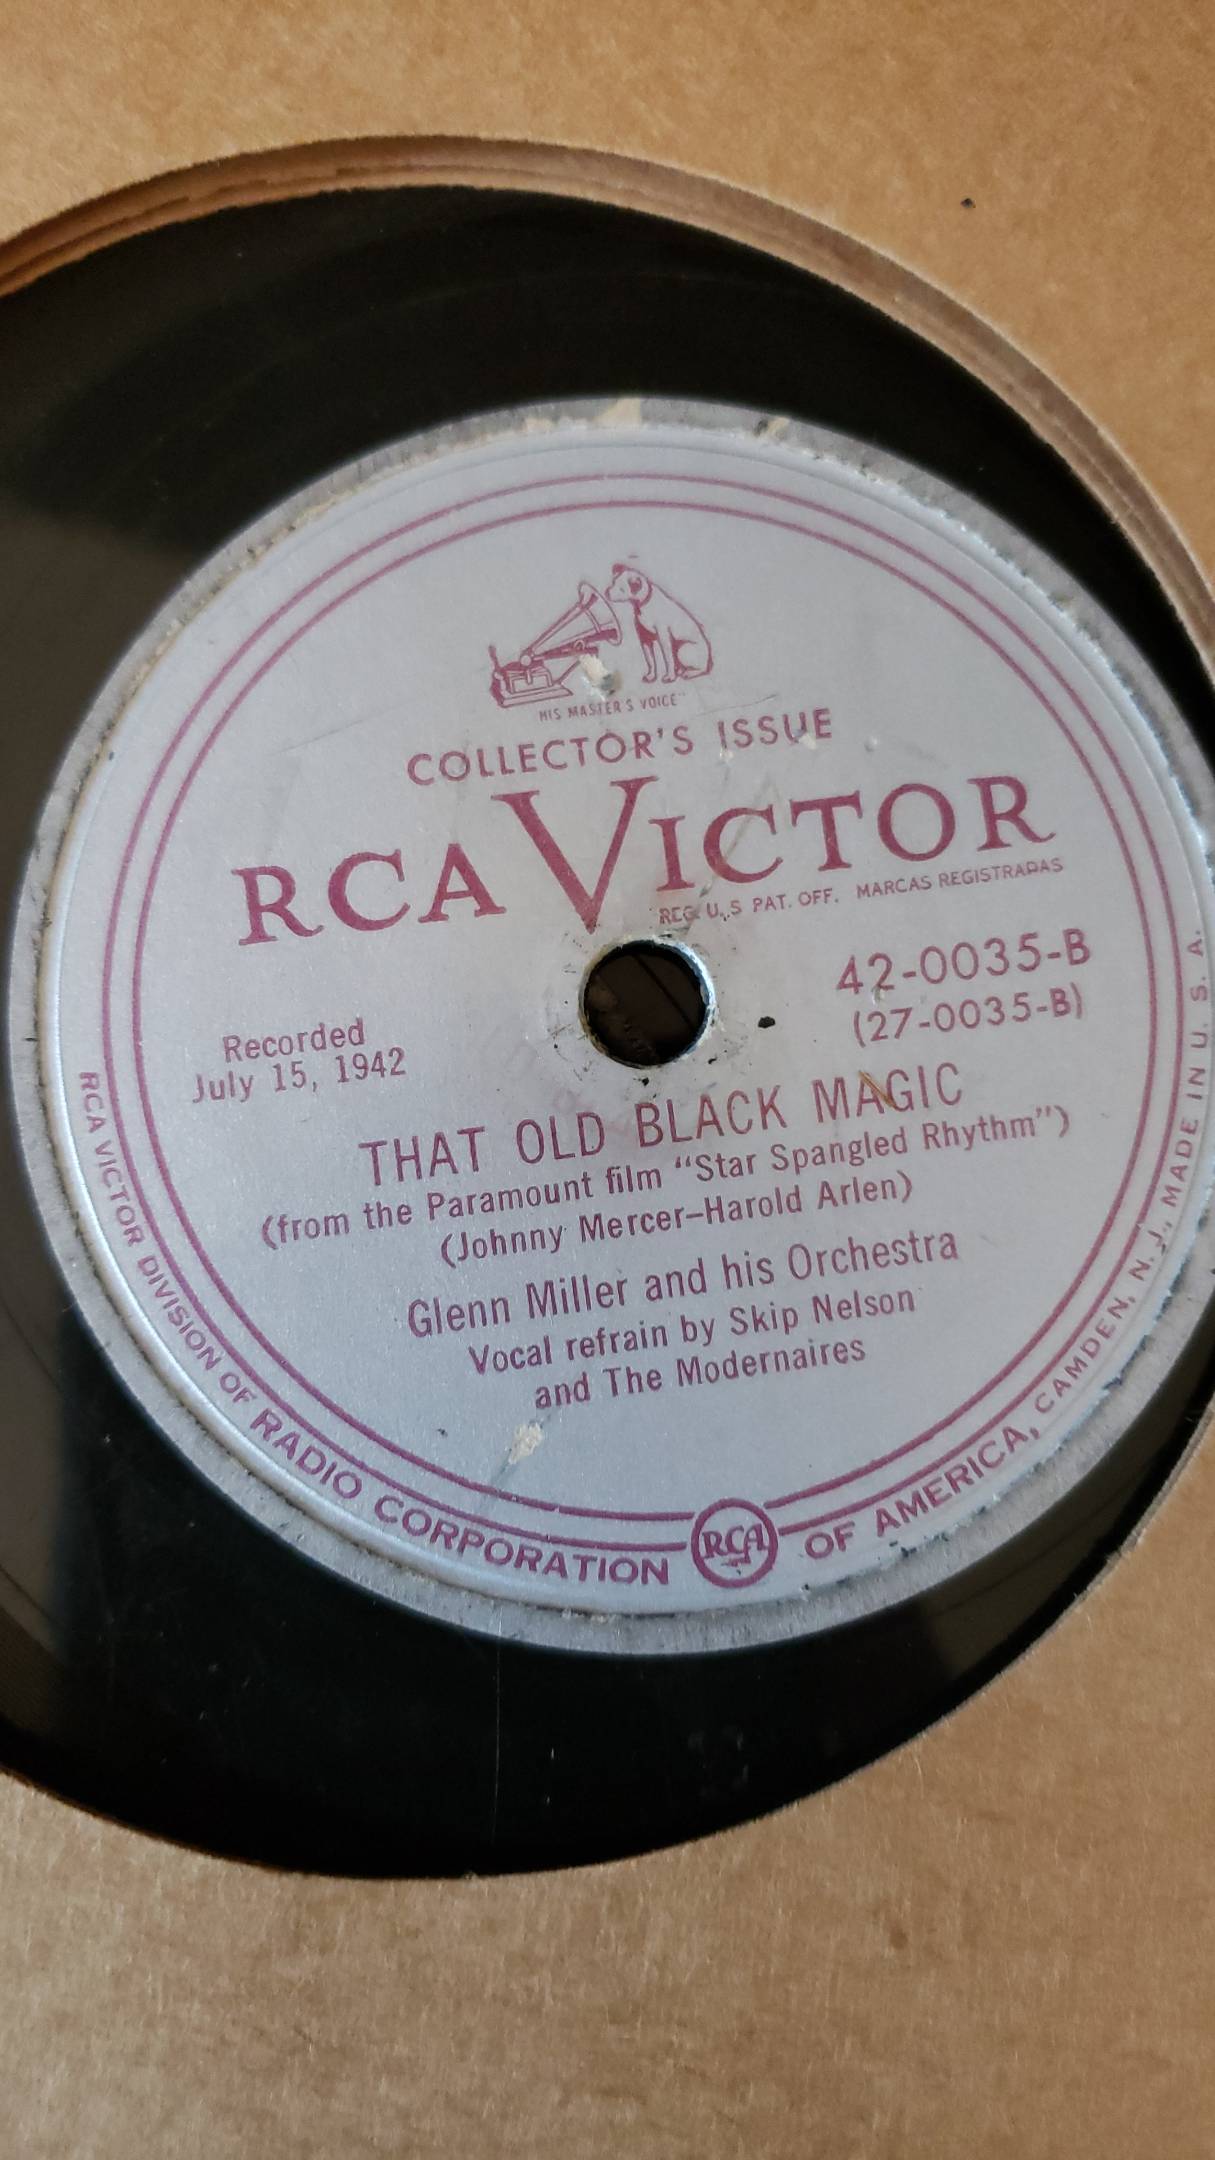 "HIS MASTER'S VOICE"
COLLECTOR'S ISSUE
RCA VICTOR
REG. U.S. PAT. OFF. MARCAS REGISTRADAS
42-0035-B
(27-0035-B)
Recorded
July 15, 1942
THAT OLD BLACK MAGIC
(from the Paramount film "Star Spangled Rhythm")
(Johnny Mercer–Harold Arlen)
Glenn Miller and his Orchestra
Vocal refrain by Skip Nelson
and The Modernaires
RCA VICTOR DIVISION OF RADIO CORPORATION RCA OF AMERICA, CAMDEN, N. J., MADE IN U. S. A.